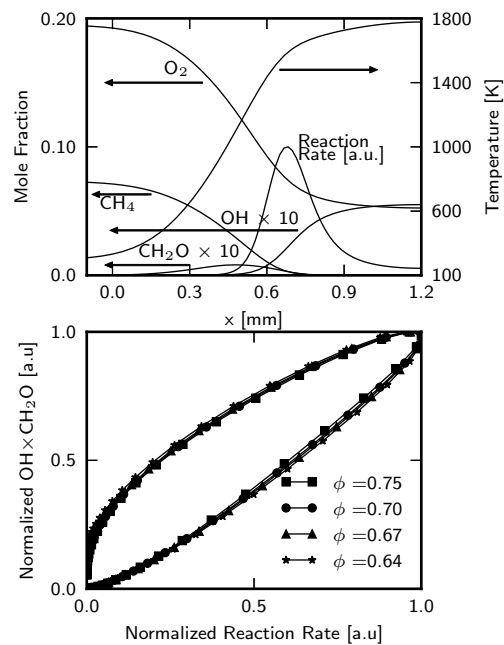 0.20
0.10
0.0
Mole Fraction
1800
1400
1000
600
100
Temperature [K]
O2
Reaction
Rate [a.u.]
CH4
OH × 10
CH2O × 10
0.0 0.3 0.6 0.9 1.2
x [mm]
1.0
0.5
0.0
Normalized OH×CH2O [a.u]
ϕ =0.75
ϕ =0.70
ϕ =0.67
ϕ =0.64
0.0 0.5 1.0
Normalized Reaction Rate [a.u]